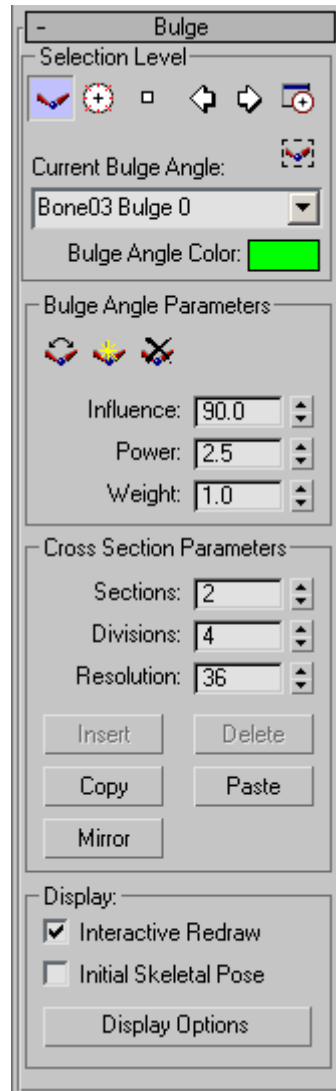 - Bulge
Selection Level
Current Bulge Angle:
Bone03 Bulge 0
Bulge Angle Color:
Bulge Angle Parameters
Influence: 90.0
Power: 2.5
Weight: 1.0
Cross Section Parameters
Sections: 2
Divisions: 4
Resolution: 36
Insert Delete
Copy Paste
Mirror
Display:
Interactive Redraw
Initial Skeletal Pose
Display Options